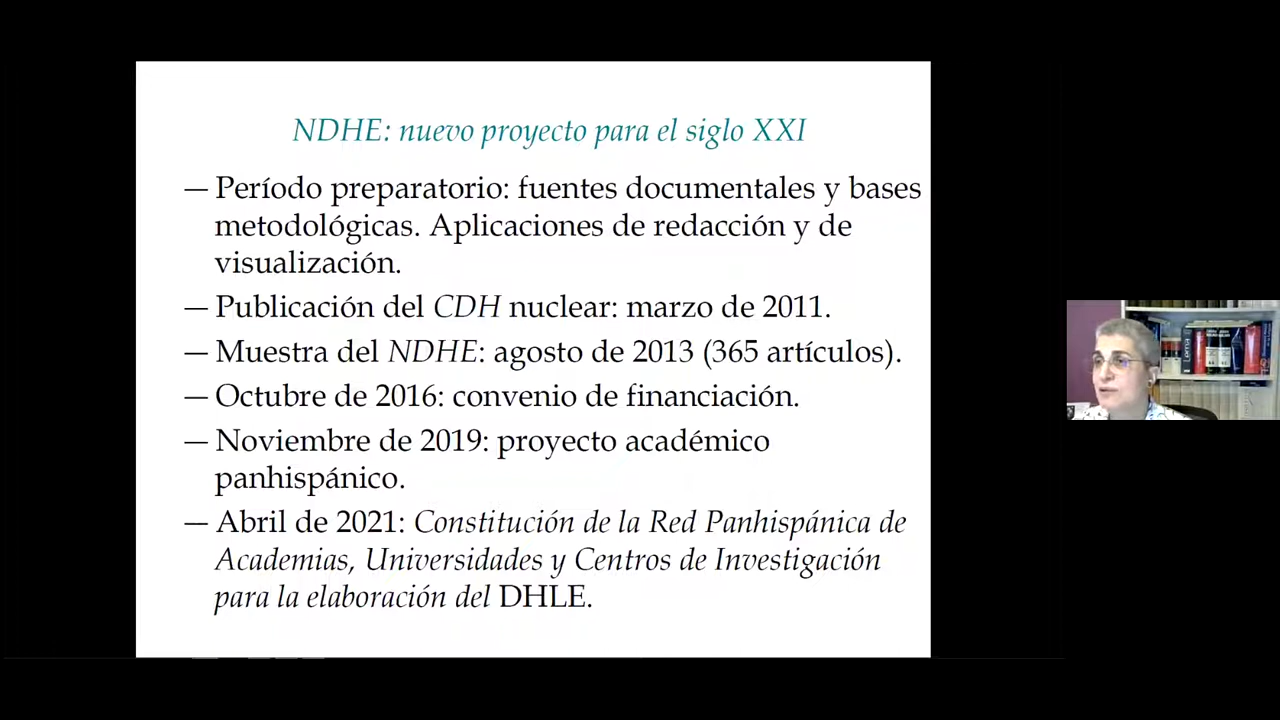 NDHE: nuevo proyecto para el siglo XXI
— Período preparatorio: fuentes documentales y bases
metodológicas. Aplicaciones de redacción y de
visualización.
— Publicación del CDH nuclear: marzo de 2011.
— Muestra del NDHE: agosto de 2013 (365 artículos).
— Octubre de 2016: convenio de financiación.
— Noviembre de 2019: proyecto académico
panhispánico.
— Abril de 2021: Constitución de la Red Panhispánica de
Academias, Universidades y Centros de Investigación
para la elaboración del DHLE.